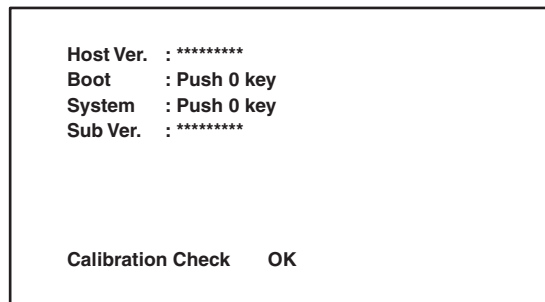 Host Ver. : *********
Boot : Push 0 key
System : Push 0 key
Sub Ver. : *********
Calibration Check OK